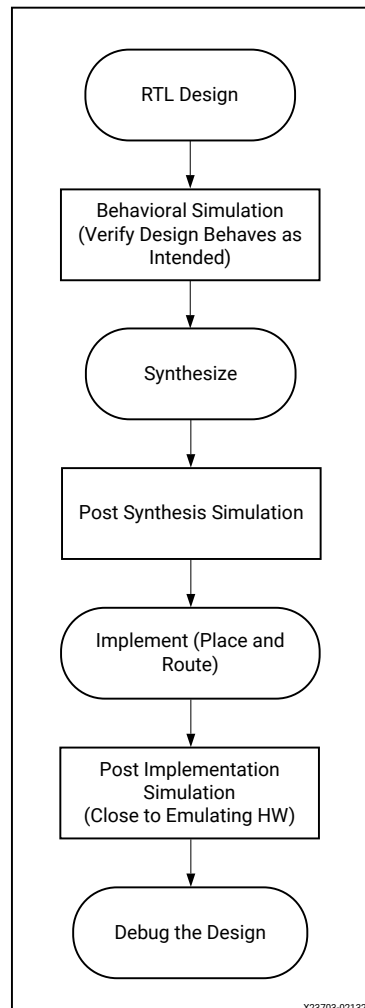 RTL Design
Behavioral Simulation
(Verify Design Behaves as
Intended)
Synthesize
Post Synthesis Simulation
Implement (Place and
Route)
Post Implementation
Simulation
(Close to Emulating HW)
Debug the Design